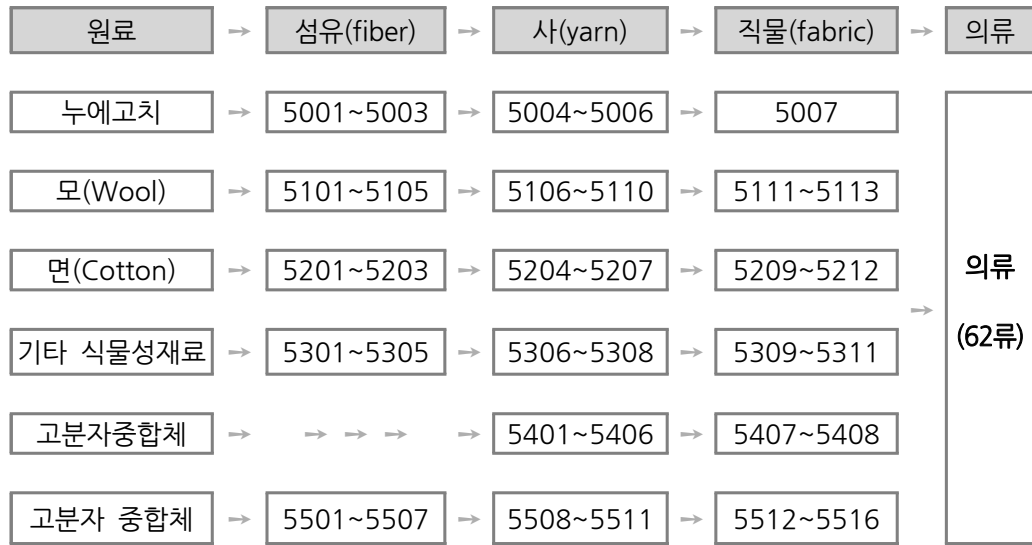 원료 → 섬유(fiber) → 사(yarn) → 직물(fabric) → 의류
누에고치 → 5001~5003 → 5004~5006 → 5007
모(Wool) → 5101~5105 → 5106~5110 → 5111~5113
면(Cotton) → 5201~5203 → 5204~5207 → 5209~5212
기타 식물성재료 → 5301~5305 → 5306~5308 → 5309~5311
고분자중합체 → → → → → 5401~5406 → 5407~5408
고분자 중합체 → 5501~5507 → 5508~5511 → 5512~5516
→
의류
(62류)